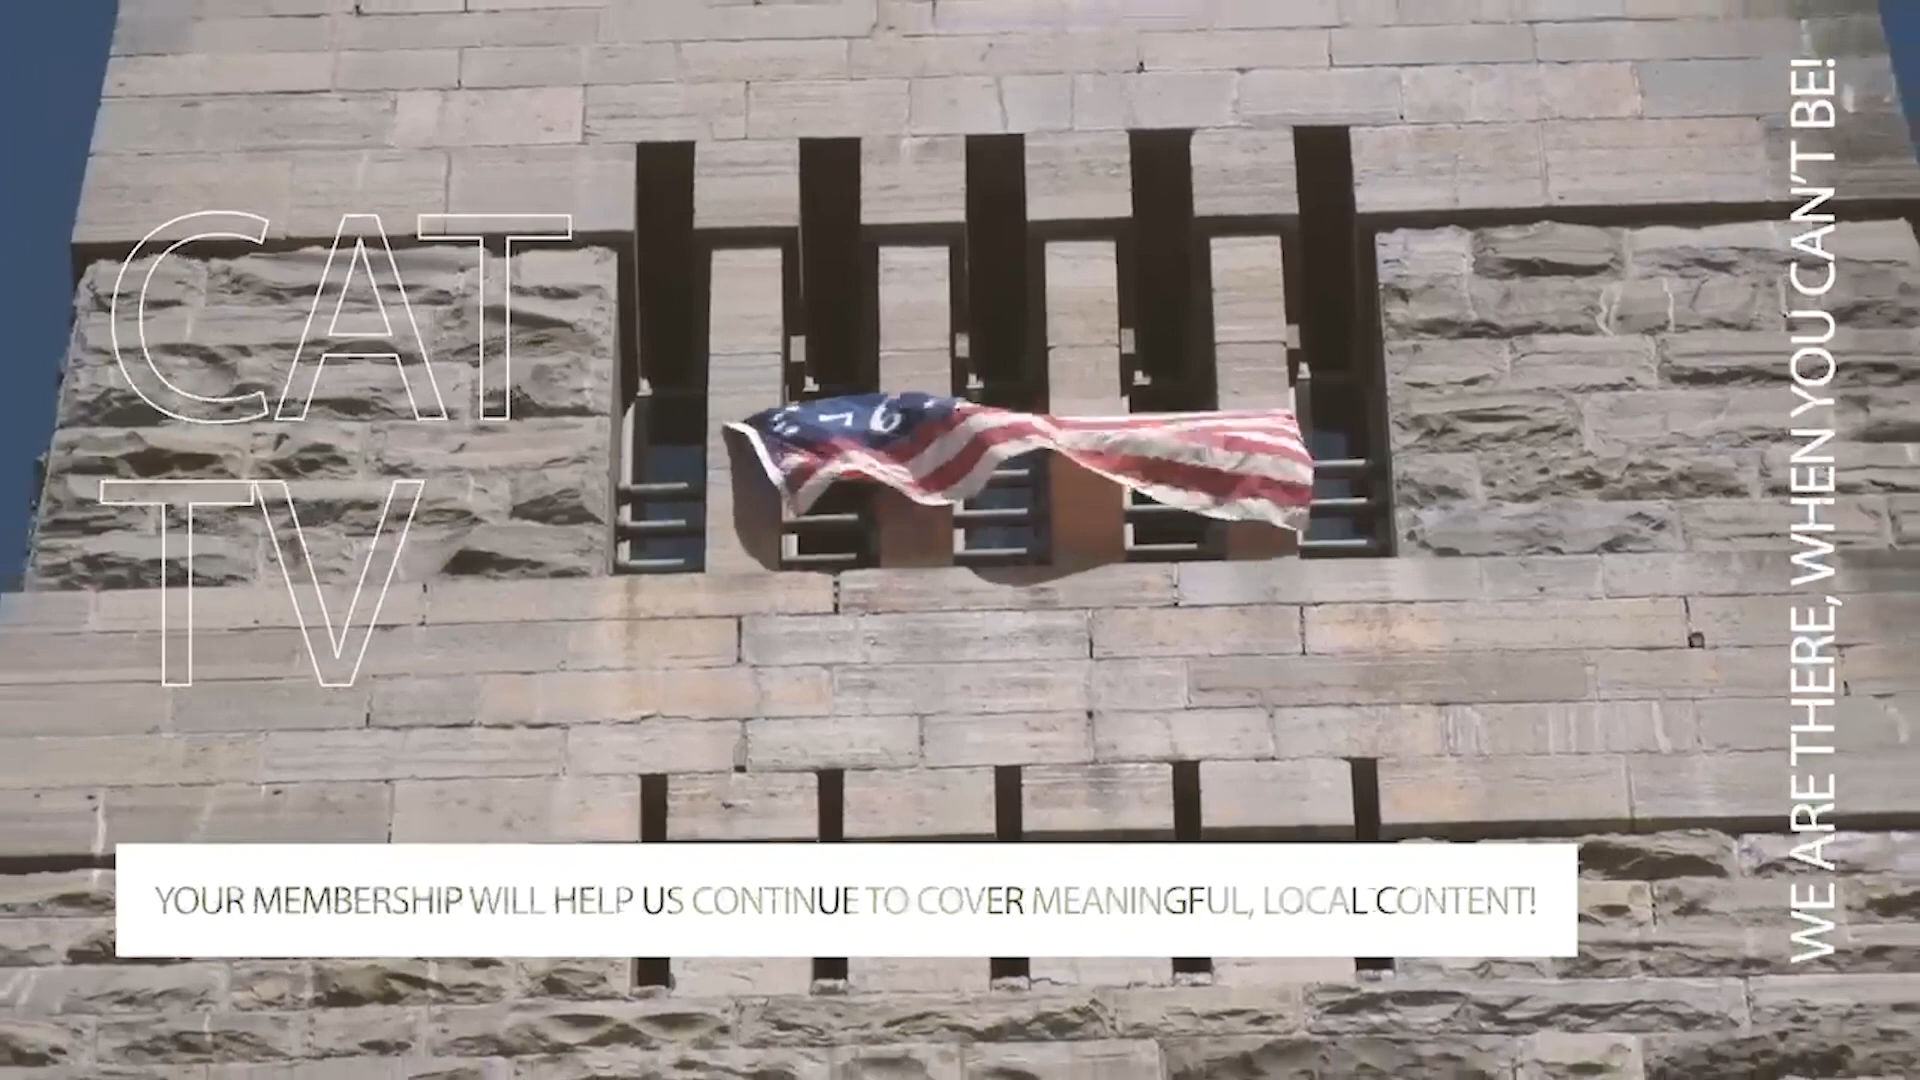 CAT
TV
76
YOUR MEMBERSHIP WILL HELP US CONTINUE TO COVER MEANINGFUL, LOCAL CONTENT!
WE ARE THERE, WHEN YOU CAN'T BE!